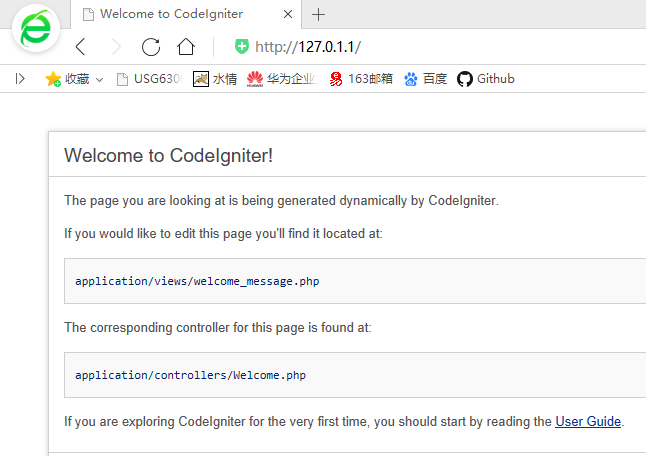 Welcome to CodeIgniter
http://127.0.1.1/
收藏 USG630 水情 华为企业 163邮箱 百度 Github
Welcome to CodeIgniter!
The page you are looking at is being generated dynamically by CodeIgniter.
If you would like to edit this page you'll find it located at:
application/views/welcome_message.php
The corresponding controller for this page is found at:
application/controllers/Welcome.php
If you are exploring CodeIgniter for the very first time, you should start by reading the User Guide.